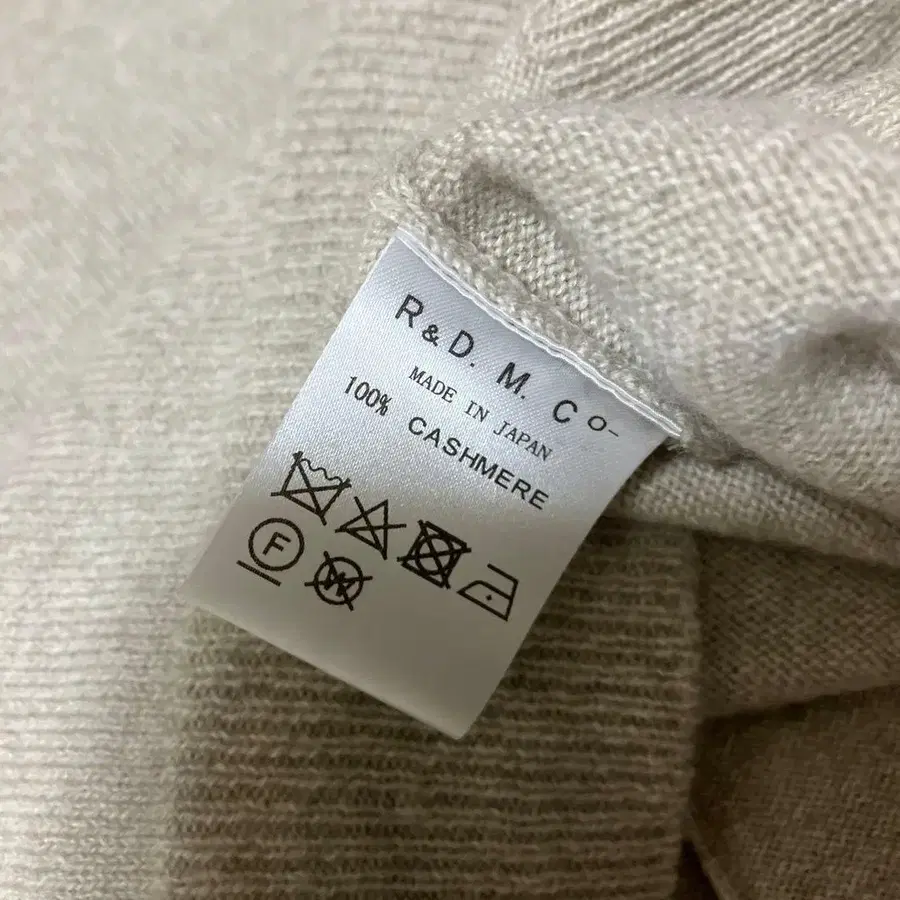 R&D. M. Co-
MADE IN JAPAN
100% CASHMERE
F
W